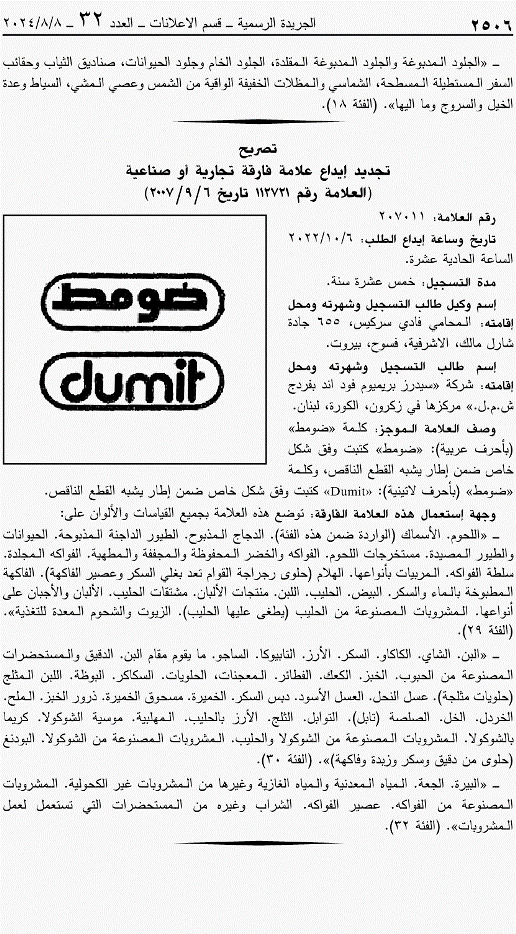 ٢٥٠٦ الجريدة الرسمية ــ قسم الاعلانات ــ العدد ٣٢ ــ ٢٠٢٤/٨/٨
ــ «الجلود المدبوغة والجلود المدبوغة المقلدة، الجلود الخام وجلود الحيوانات، صناديق الثياب وحقائب
السفر المستطيلة المسطحة، الشماسي والمظلات الخفيفة الواقية من الشمس وعصي المشي، السياط وعدة
الخيل والسروج وما اليها». (الفئة ١٨).
تصريح
تجديد إيداع علامة فارقة تجارية أو صناعية
(العلامة رقم ١١٢٧٢١ تاريخ ٢٠٠٧/٩/٦)
رقم العلامة: ٢٠٧٠١١
تاريخ وساعة إيداع الطلب: ٢٠٢٢/١٠/٦
الساعة الحادية عشرة.
مدة التسجيل: خمس عشرة سنة.
إسم وكيل طالب التسجيل وشهرته ومحل
إقامته: المحامي فادي سركيس، ٦٥٥ جادة
شارل مالك، الاشرفية، فسوح، بيروت.
إسم طالب التسجيل وشهرته ومحل
إقامته: شركة «سيدرز بريميوم فود اند بفردج
ش.م.ل.» مركزها في زكرون، الكورة، لبنان.
وصف العلامة الموجز: كلمة «ضومط»
(بأحرف عربية): «ضومط» كتبت وفق شكل
خاص ضمن إطار يشبه القطع الناقص، وكلمة
«ضومط» (بأحرف لاتينية): «Dumit» كتبت وفق شكل خاص ضمن إطار يشبه القطع الناقص.
ضومط
dumit
وجهة إستعمال هذه العلامة الفارقة: توضع هذه العلامة بجميع القياسات والألوان على:
ــ «اللحوم. الأسماك (الواردة ضمن هذه الفئة). الدجاج المذبوح. الطيور الداجنة المذبوحة. الحيوانات
والطيور المصيدة. مستخرجات اللحوم. الفواكه والخضر المحفوظة والمجففة والمطهية. الفواكه المجلدة.
سلطة الفواكه. المربيات بأنواعها. الهلام (حلوى رجراجة القوام تعد بغلي السكر وعصير الفاكهة). الفاكهة
المطبوخة بالماء والسكر. البيض. الحليب. اللبن. منتجات الألبان. مشتقات الحليب. الألبان والأجبان على
أنواعها. المشروبات المصنوعة من الحليب (يطغى عليها الحليب). الزيوت والشحوم المعدة للتغذية».
(الفئة ٢٩).
ــ «البن. الشاي. الكاكاو. السكر. الأرز. التابيوكا. الساجو. ما يقوم مقام البن. الدقيق والمستحضرات
المصنوعة من الحبوب. الخبز. الكعك. الفطائر. المعجنات، الحلويات. السكاكر. البوظة. اللبن المثلج
(حلويات مثلجة). عسل النحل. العسل الأسود. دبس السكر. الخميرة. مسحوق الخميرة. ذرور الخبز. الملح.
الخردل. الخل. الصلصة (تابل). التوابل. الثلج. الأرز بالحليب. المهلبية. موسية الشوكولا. كريما
بالشوكولا. المشروبات المصنوعة من الشوكولا والحليب. المشروبات المصنوعة من الشوكولا. البودنغ
(حلوى من دقيق وسكر وزبدة وفاكهة)». (الفئة ٣٠).
ــ «البيرة. الجعة. المياه المعدنية والمياه الغازية وغيرها من المشروبات غير الكحولية. المشروبات
المصنوعة من الفواكه. عصير الفواكه. الشراب وغيره من المستحضرات التي تستعمل لعمل
المشروبات». (الفئة ٣٢).